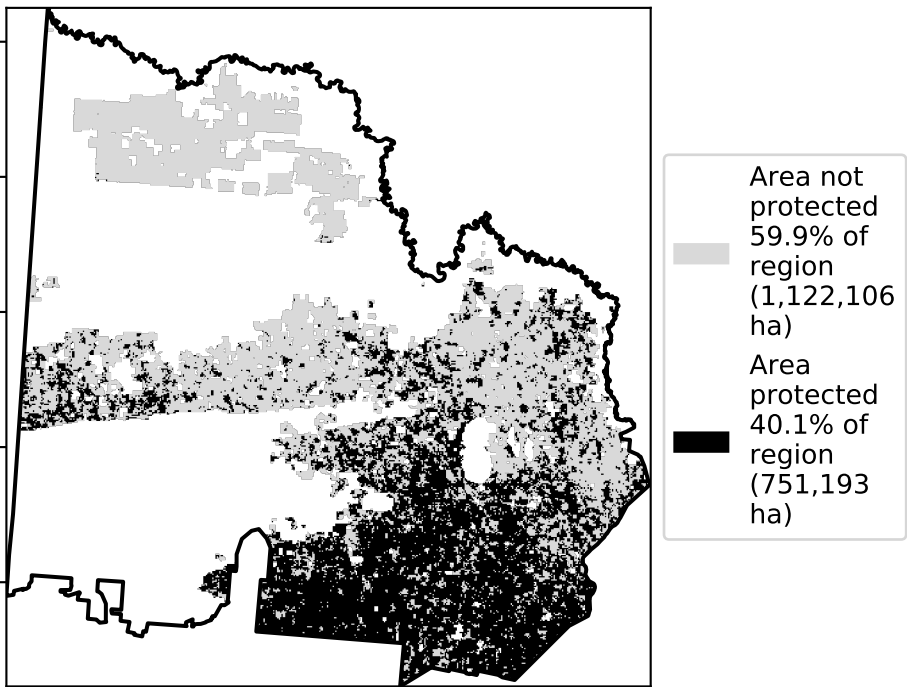 Area not
protected
59.9% of
region
(1,122,106
ha)
Area
protected
40.1% of
region
(751,193
ha)